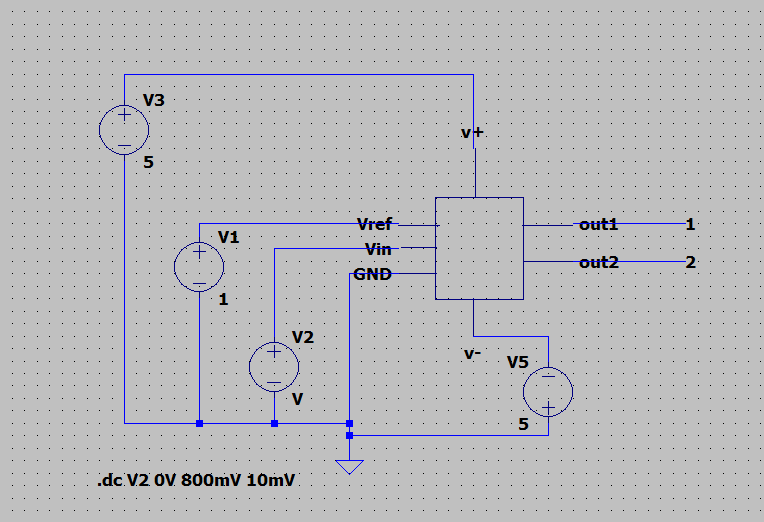 V3
5
v+
Vref
Vin
GND
V1
1
out1 1
out2 2
V2
V
v-
V5
5
.dc V2 0V 800mV 10mV